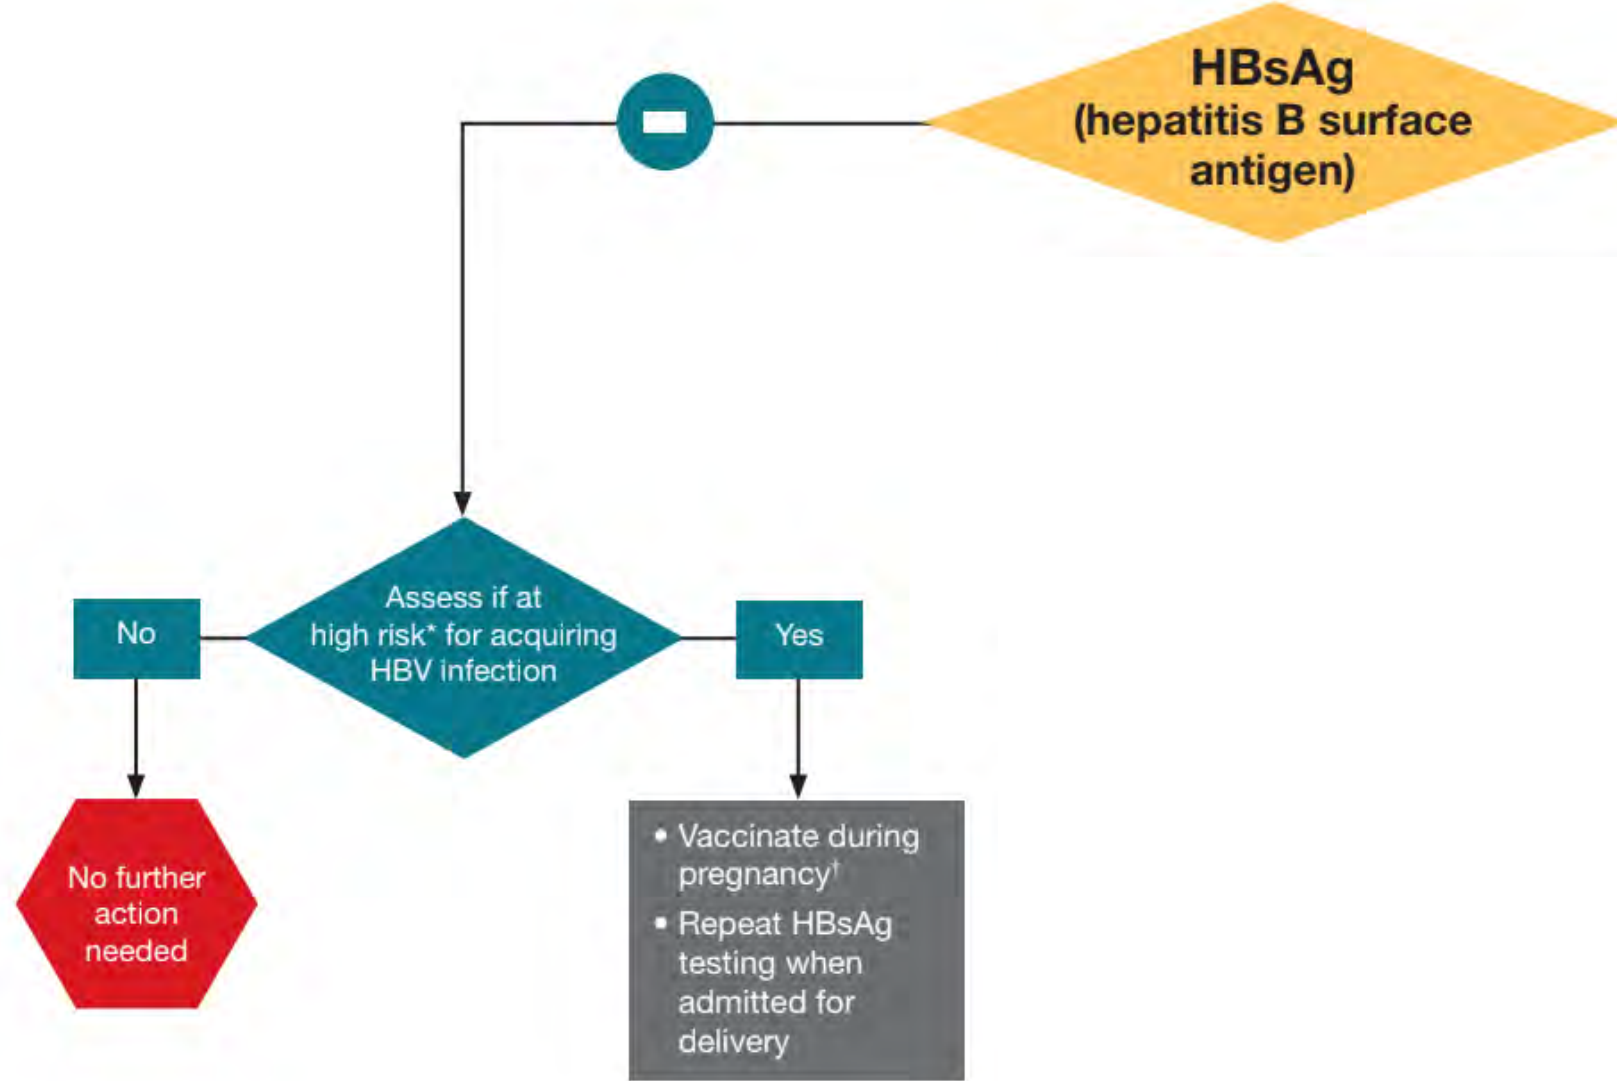 HBsAg
(hepatitis B surface
antigen)
Assess if at
high risk* for acquiring
HBV infection
No
Yes
No further
action
needed
• Vaccinate during
pregnancy†
• Repeat HBsAg
testing when
admitted for
delivery